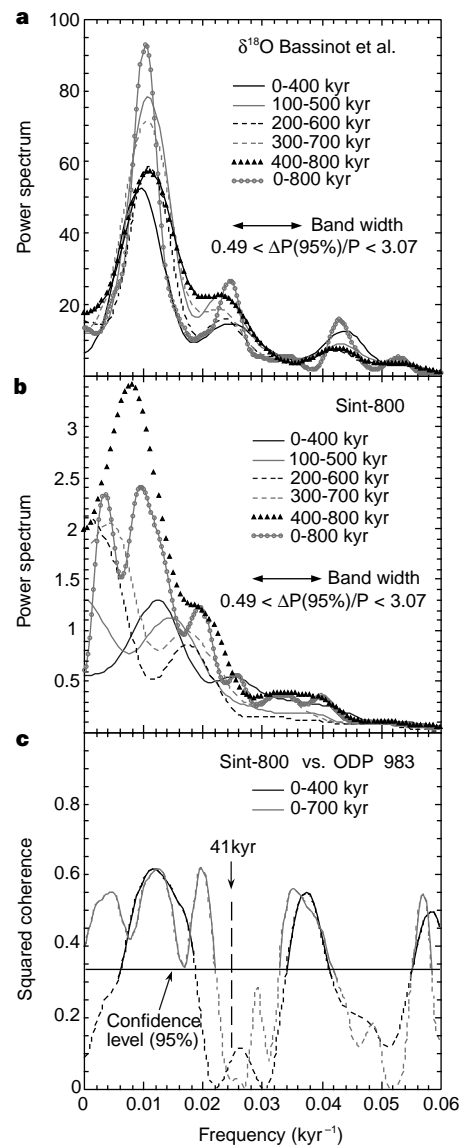 a
100
80
60
40
20
Power spectrum
δ¹⁸O Bassinot et al.
0-400 kyr
100-500 kyr
200-600 kyr
300-700 kyr
400-800 kyr
0-800 kyr
Band width
0.49 < ΔP(95%)/P < 3.07
b
3
2.5
2
1.5
1
0.5
Power spectrum
Sint-800
0-400 kyr
100-500 kyr
200-600 kyr
300-700 kyr
400-800 kyr
0-800 kyr
Band width
0.49 < ΔP(95%)/P < 3.07
c
0.8
0.6
0.4
0.2
0
Squared coherence
Sint-800 vs. ODP 983
0-400 kyr
0-700 kyr
41kyr
Confidence
level (95%)
0 0.01 0.02 0.03 0.04 0.05 0.06
Frequency (kyr⁻¹)